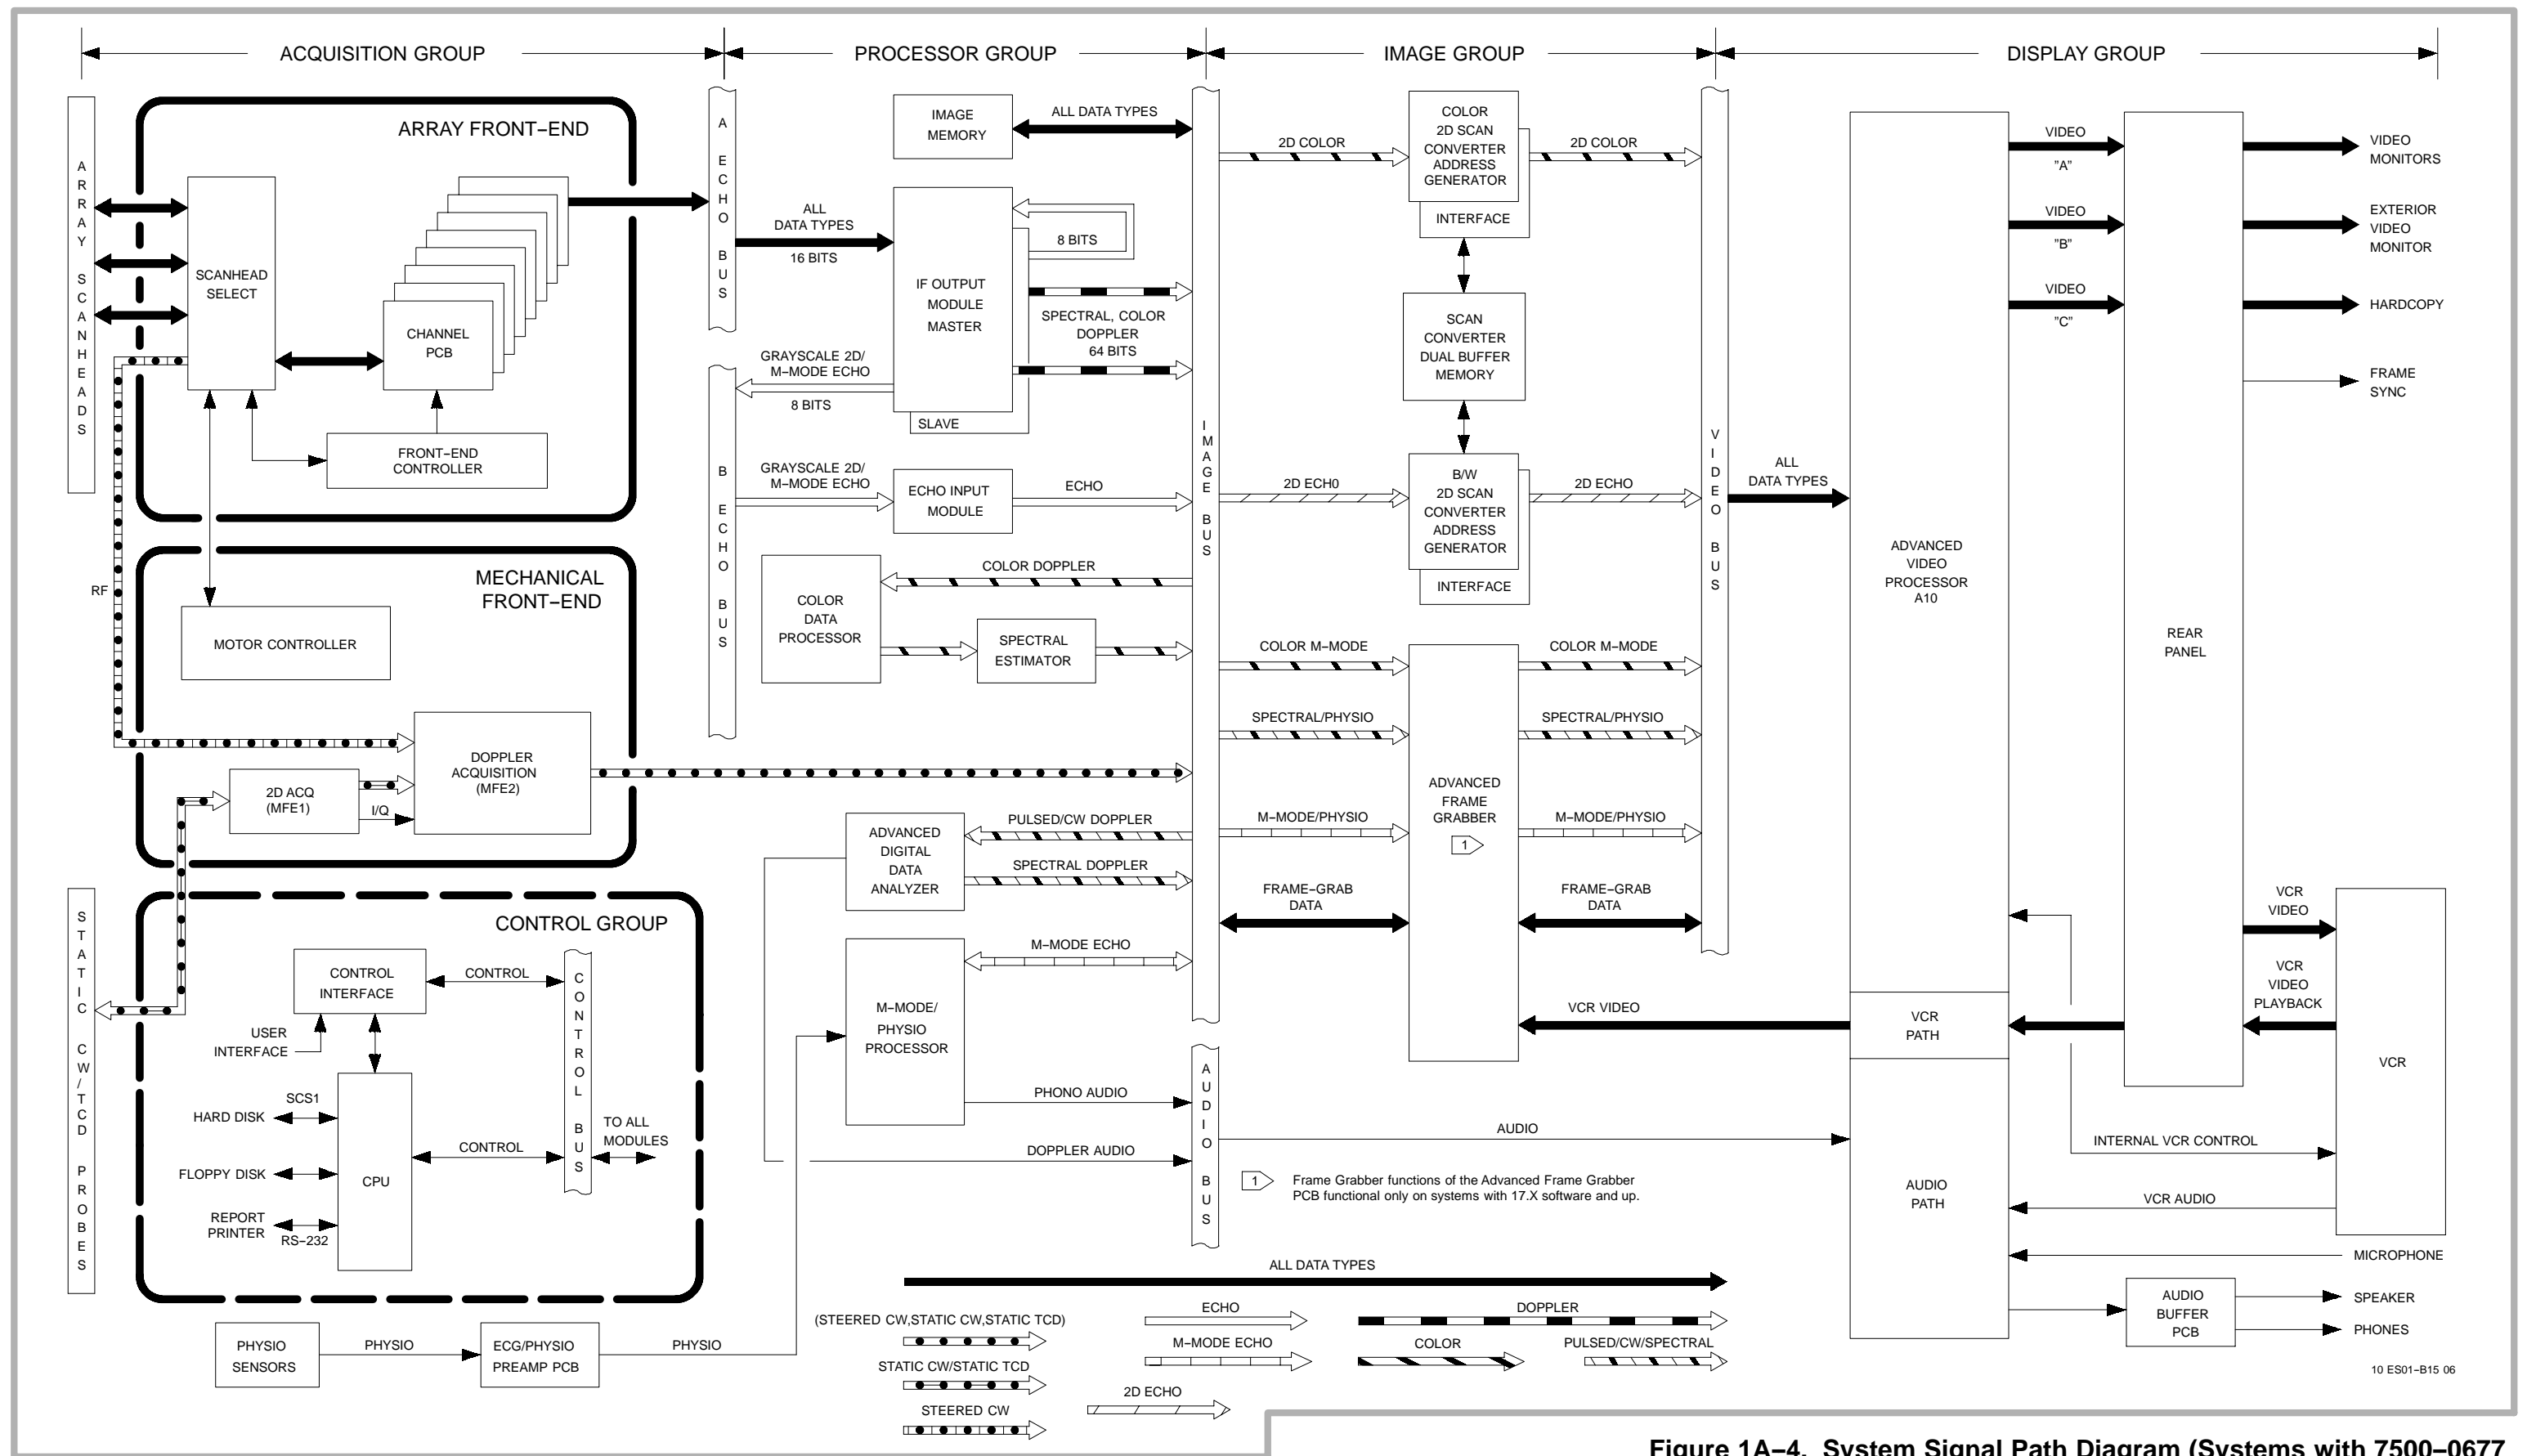 ACQUISITION GROUP
PROCESSOR GROUP
IMAGE GROUP
DISPLAY GROUP
ARRAY SCANHEADS
ARRAY FRONT–END
SCANHEAD
SELECT
CHANNEL
PCB
FRONT–END
CONTROLLER
RF
MECHANICAL
FRONT–END
MOTOR CONTROLLER
DOPPLER
ACQUISITION
(MFE2)
2D ACQ
(MFE1)
I/Q
STATIC CW/TCD PROBES
CONTROL GROUP
CONTROL
INTERFACE
CONTROL
USER
INTERFACE
CONTROL BUS
SCS1
HARD DISK
FLOPPY DISK
REPORT
PRINTER
RS–232
CPU
CONTROL
TO ALL
MODULES
PHYSIO
SENSORS
PHYSIO
ECG/PHYSIO
PREAMP PCB
PHYSIO
A ECHO BUS
B ECHO BUS
IMAGE
MEMORY
ALL DATA TYPES
ALL
DATA TYPES
16 BITS
IF OUTPUT
MODULE
MASTER
SLAVE
8 BITS
SPECTRAL, COLOR
DOPPLER
64 BITS
GRAYSCALE 2D/
M–MODE ECHO
8 BITS
GRAYSCALE 2D/
M–MODE ECHO
ECHO INPUT
MODULE
ECHO
COLOR DOPPLER
COLOR
DATA
PROCESSOR
SPECTRAL
ESTIMATOR
ADVANCED
DIGITAL
DATA
ANALYZER
PULSED/CW DOPPLER
SPECTRAL DOPPLER
M–MODE ECHO
M–MODE/
PHYSIO
PROCESSOR
PHONO AUDIO
DOPPLER AUDIO
IMAGE BUS
AUDIO BUS
2D COLOR
COLOR
2D SCAN
CONVERTER
ADDRESS
GENERATOR
INTERFACE
2D COLOR
SCAN
CONVERTER
DUAL BUFFER
MEMORY
2D ECH0
B/W
2D SCAN
CONVERTER
ADDRESS
GENERATOR
INTERFACE
2D ECHO
COLOR M–MODE
COLOR M–MODE
SPECTRAL/PHYSIO
SPECTRAL/PHYSIO
ADVANCED
FRAME
GRABBER
1
M–MODE/PHYSIO
M–MODE/PHYSIO
FRAME–GRAB
DATA
FRAME–GRAB
DATA
VCR VIDEO
AUDIO
1 Frame Grabber functions of the Advanced Frame Grabber
PCB functional only on systems with 17.X software and up.
VIDEO BUS
ALL
DATA TYPES
ADVANCED
VIDEO
PROCESSOR
A10
VCR
PATH
AUDIO
PATH
VIDEO
"A"
VIDEO
"B"
VIDEO
"C"
REAR
PANEL
VIDEO
MONITORS
EXTERIOR
VIDEO
MONITOR
HARDCOPY
FRAME
SYNC
VCR
VIDEO
VCR
VIDEO
PLAYBACK
VCR
INTERNAL VCR CONTROL
VCR AUDIO
MICROPHONE
AUDIO
BUFFER
PCB
SPEAKER
PHONES
10 ES01–B15 06
ALL DATA TYPES
(STEERED CW,STATIC CW,STATIC TCD)
ECHO
DOPPLER
M–MODE ECHO
COLOR
PULSED/CW/SPECTRAL
STATIC CW/STATIC TCD
2D ECHO
STEERED CW
Figure 1A–4. System Signal Path Diagram (Systems with 7500–0677